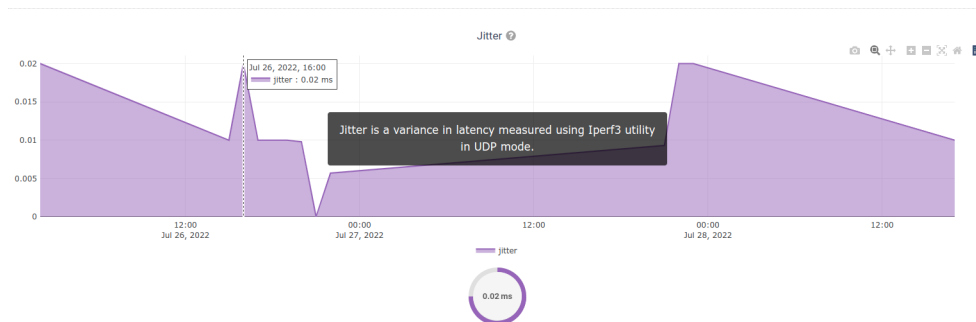 Jitter
Jul 26, 2022, 16:00
jitter : 0.02 ms
0.02
0.015
0.01
0.005
0
Jitter is a variance in latency measured using Iperf3 utility
in UDP mode.
12:00
Jul 26, 2022
00:00
Jul 27, 2022
12:00
00:00
Jul 28, 2022
12:00
jitter
0.02 ms